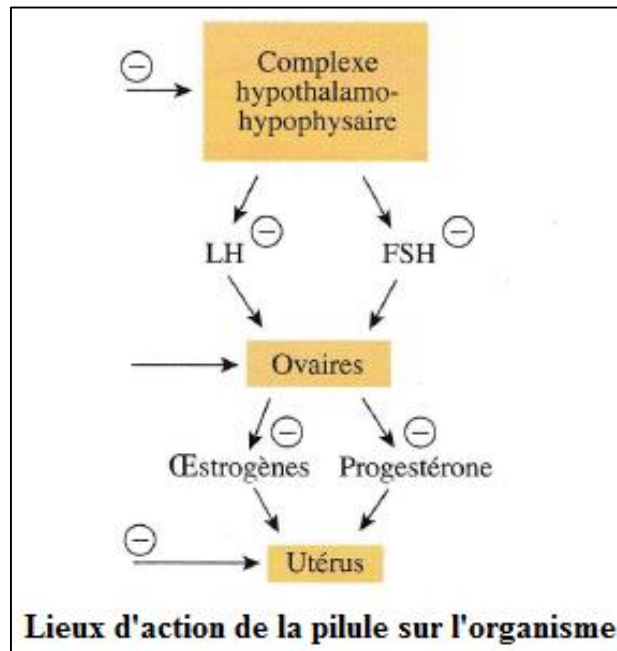 ⊖
Complexe
hypothalamo-
hypophysaire
LH ⊖ FSH ⊖
Ovaires
⊖ ⊖
Œstrogènes Progestérone
⊖
Utérus
Lieux d'action de la pilule sur l'organisme